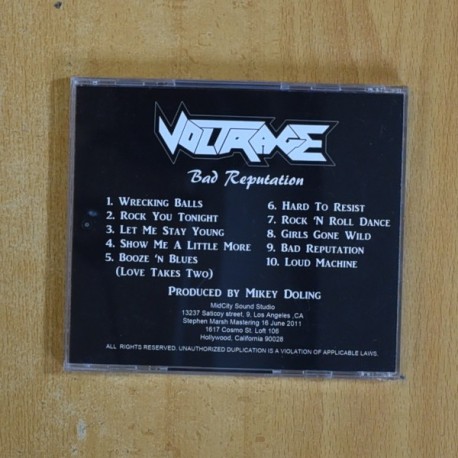 VOLTRAGE
Bad Reputation
1. Wrecking Balls
2. Rock You Tonight
3. Let Me Stay Young
4. Show Me A Little More
5. Booze 'n Blues
(Love Takes Two)
6. Hard To Resist
7. Rock 'N Roll Dance
8. Girls Gone Wild
9. Bad Reputation
10. Loud Machine
Produced by Mikey Doling
MidCity Sound Studio
13237 Saticoy street, 9, Los Angeles ,CA
Stephen Marsh Mastering 16 June 2011
1617 Cosmo St. Loft 106
Hollywood, California 90028
ALL RIGHTS RESERVED. UNAUTHORIZED DUPLICATION IS A VIOLATION OF APPLICABLE LAWS.